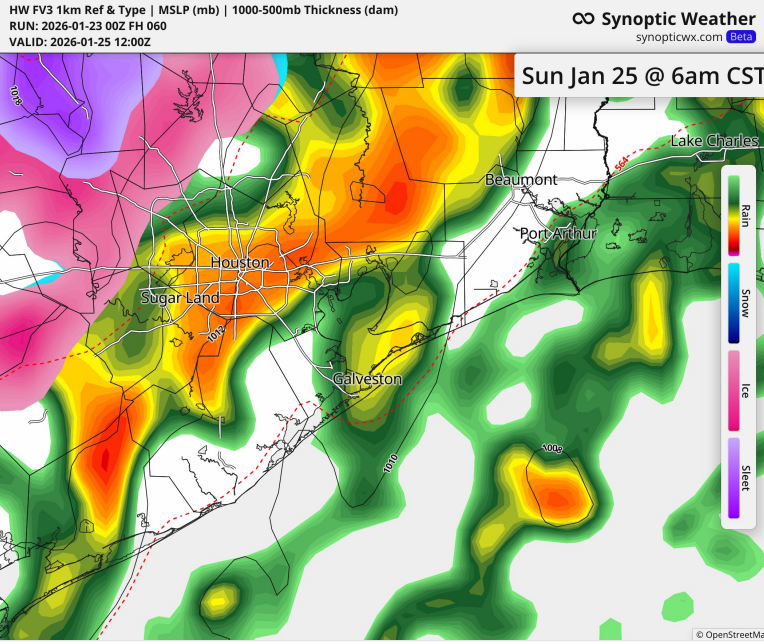 HW FV3 1km Ref & Type | MSLP (mb) | 1000-500mb Thickness (dam)
RUN: 2026-01-23 00Z FH 060
VALID: 2026-01-25 12:00Z
Synoptic Weather
synopticwx.com Beta
Sun Jan 25 @ 6am CST
1018
564
Lake Charles
Beaumont
Port Arthur
Houston
Sugar Land
1012
Galveston
1008
1010
Rain
Snow
Ice
Sleet
© OpenStreetMa